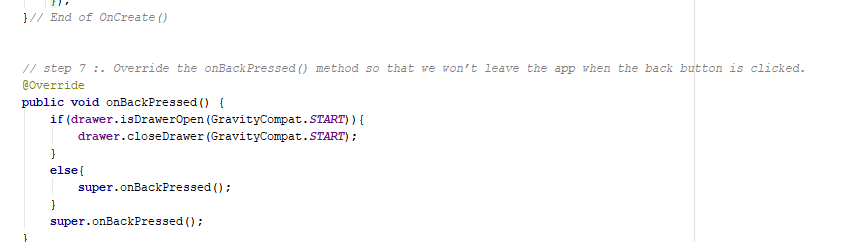 });
}// End of OnCreate()
// step 7 :. Override the onBackPressed() method so that we won't leave the app when the back button is clicked.
@Override
public void onBackPressed() {
if(drawer.isDrawerOpen(GravityCompat.START)){
drawer.closeDrawer(GravityCompat.START);
}
else{
super.onBackPressed();
}
super.onBackPressed();
}